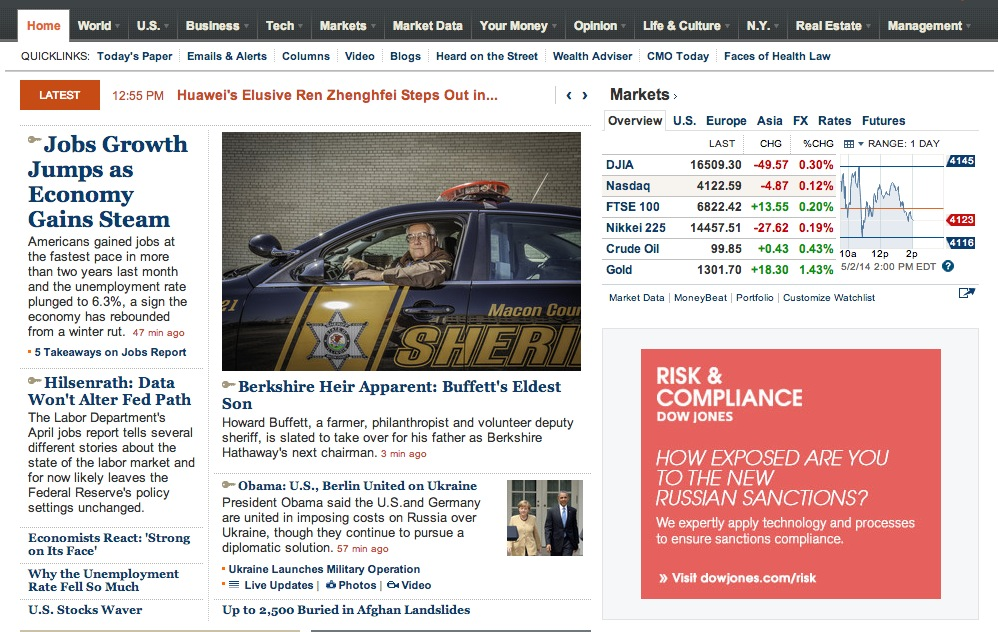 Home World U.S. Business Tech Markets Market Data Your Money Opinion Life & Culture N.Y. Real Estate Management
QUICKLINKS: Today's Paper Emails & Alerts Columns Video Blogs Heard on the Street Wealth Adviser CMO Today Faces of Health Law
LATEST 12:55 PM Huawei's Elusive Ren Zhenghfei Steps Out in... ‹ ›
Jobs Growth
Jumps as
Economy
Gains Steam
Americans gained jobs at
the fastest pace in more
than two years last month
and the unemployment rate
plunged to 6.3%, a sign the
economy has rebounded
from a winter rut. 47 min ago
5 Takeaways on Jobs Report
Hilsenrath: Data
Won't Alter Fed Path
The Labor Department's
April jobs report tells several
different stories about the
state of the labor market and
for now likely leaves the
Federal Reserve's policy
settings unchanged.
Economists React: 'Strong
on Its Face'
Why the Unemployment
Rate Fell So Much
U.S. Stocks Waver
21
Macon Coun
SHERI
Berkshire Heir Apparent: Buffett's Eldest
Son
Howard Buffett, a farmer, philanthropist and volunteer deputy
sheriff, is slated to take over for his father as Berkshire
Hathaway's next chairman. 3 min ago
Obama: U.S., Berlin United on Ukraine
President Obama said the U.S.and Germany
are united in imposing costs on Russia over
Ukraine, though they continue to pursue a
diplomatic solution. 57 min ago
Ukraine Launches Military Operation
Live Updates | Photos | Video
Up to 2,500 Buried in Afghan Landslides
Markets ›
Overview U.S. Europe Asia FX Rates Futures
LAST CHG %CHG RANGE: 1 DAY
DJIA 16509.30 -49.57 0.30%
Nasdaq 4122.59 -4.87 0.12%
FTSE 100 6822.42 +13.55 0.20%
Nikkei 225 14457.51 -27.62 0.19%
Crude Oil 99.85 +0.43 0.43%
Gold 1301.70 +18.30 1.43%
4145
4123
4116
10a 12p 2p
5/2/14 2:00 PM EDT ?
Market Data | MoneyBeat | Portfolio | Customize Watchlist
RISK &
COMPLIANCE
DOW JONES
HOW EXPOSED ARE YOU
TO THE NEW
RUSSIAN SANCTIONS?
We expertly apply technology and processes
to ensure sanctions compliance.
» Visit dowjones.com/risk